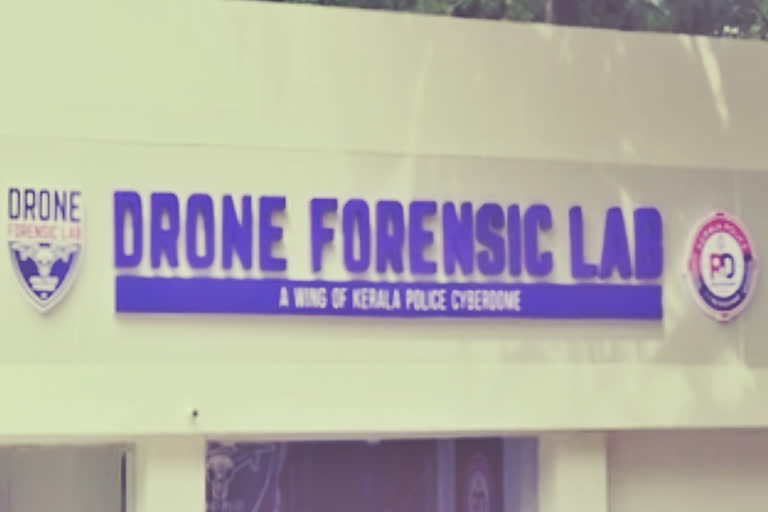 DRONE
FORENSIC LAB
DRONE FORENSIC LAB
A WING OF KERALA POLICE CYBERDOME